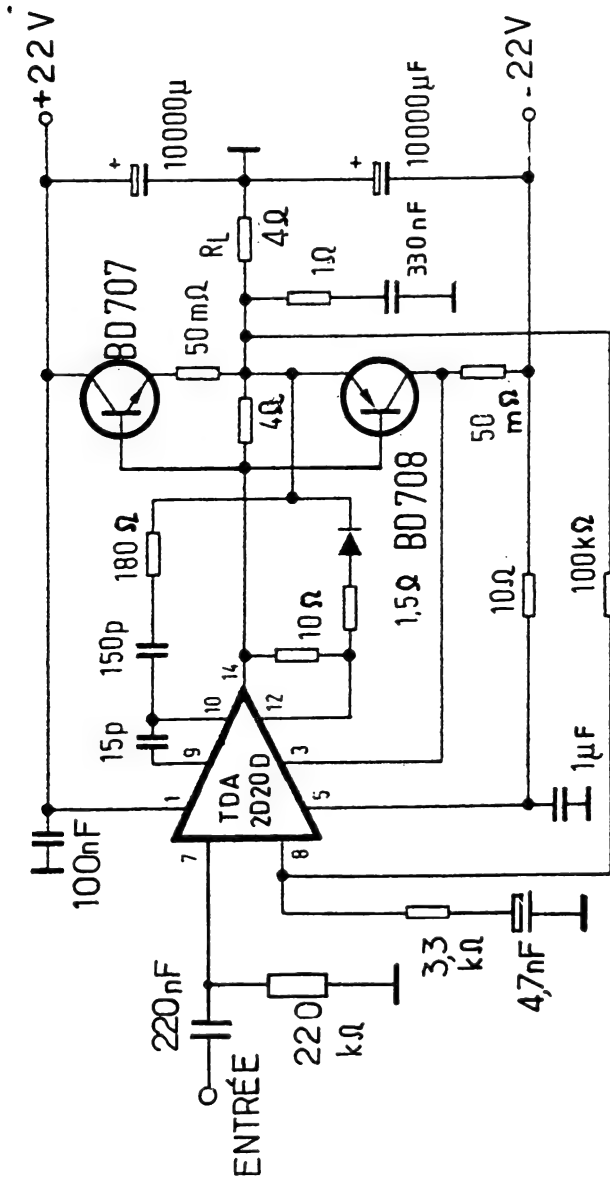 +22V
100nF
15p
150p
180Ω
BD707
10000µ
+
50mΩ
1
9
10
14
12
3
5
7
8
TDA
2D20D
ENTRÉE
220nF
220
kΩ
10Ω
4Ω
RL
4Ω
1Ω
330nF
1,5Ω
BD708
+
10000µF
50
mΩ
3,3
kΩ
4,7nF
1µF
10Ω
100kΩ
-22V